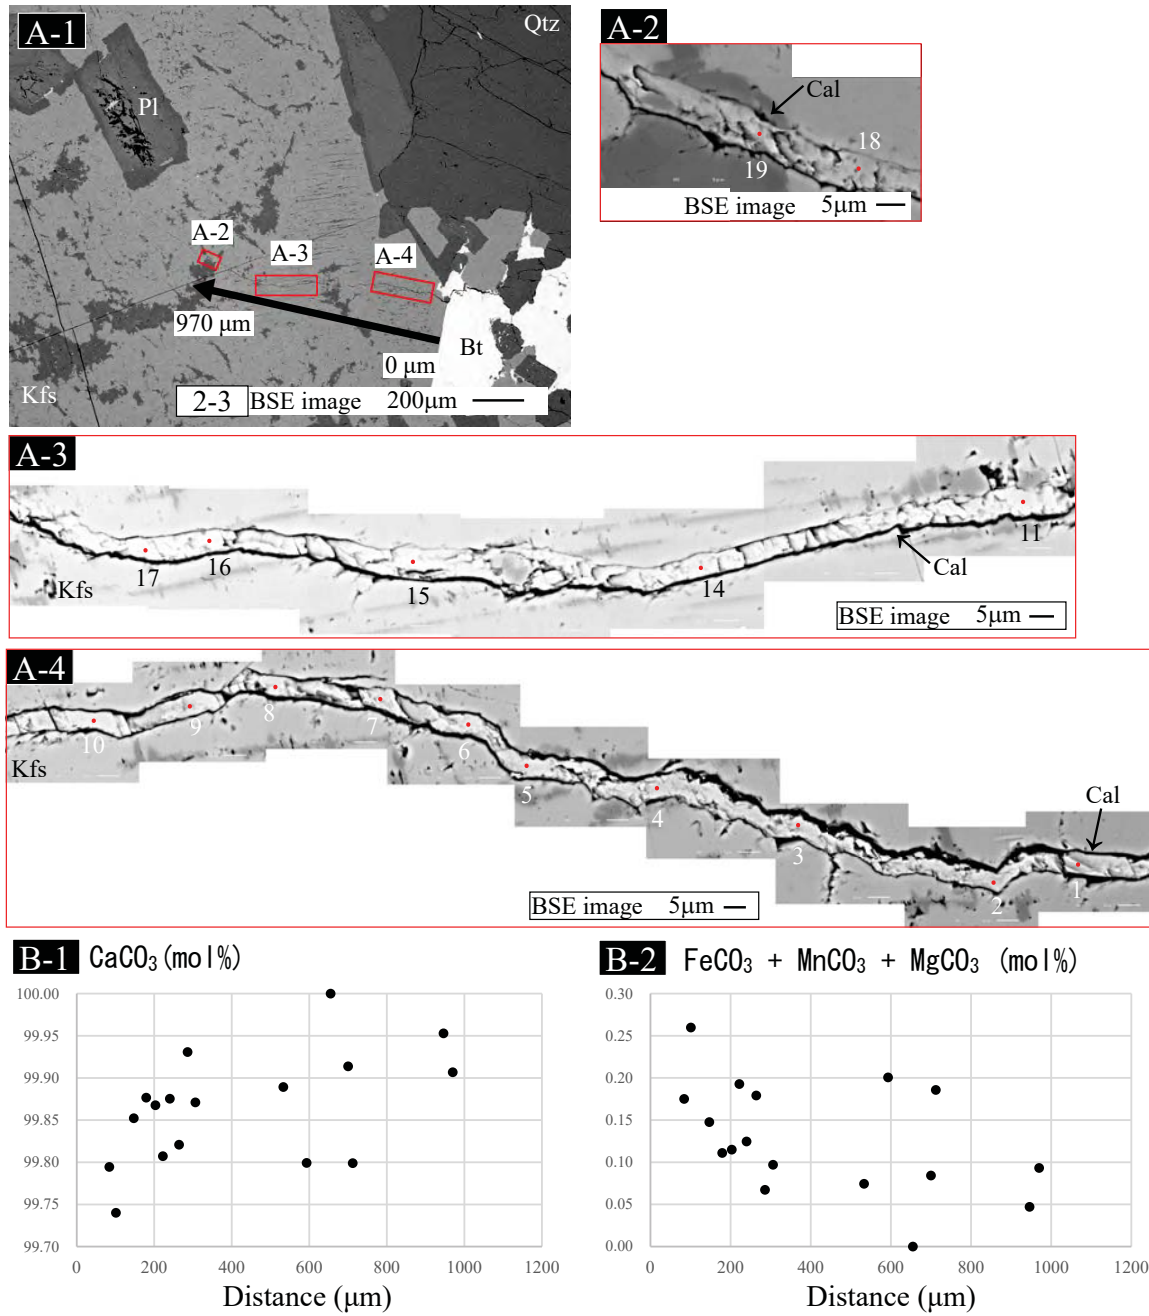 A-1
Qtz
Pl
A-2
A-3
A-4
970 μm
0 μm
Bt
Kfs
2-3 BSE image 200μm
A-2
Cal
18
19
BSE image 5μm
A-3
11
Cal
17 16 15 14
Kfs
BSE image 5μm
A-4
10 9 8 7 6 5 4 3 2 1
Kfs
Cal
BSE image 5μm
B-1 CaCO₃(mol%)
100.00
99.95
99.90
99.85
99.80
99.75
99.70
0 200 400 600 800 1000 1200
Distance (μm)
B-2 FeCO₃ + MnCO₃ + MgCO₃ (mol%)
0.30
0.25
0.20
0.15
0.10
0.05
0.00
0 200 400 600 800 1000 1200
Distance (μm)